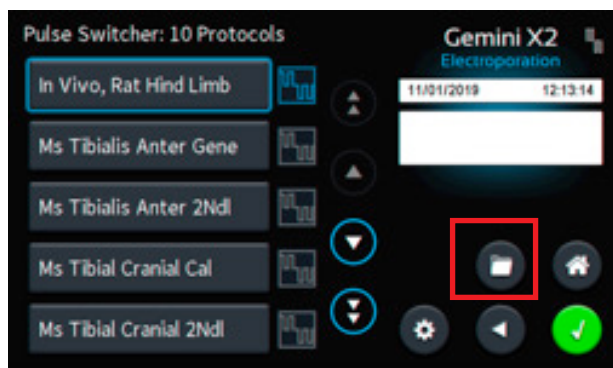 Pulse Switcher: 10 Protocols
Gemini X2
Electroporation
In Vivo, Rat Hind Limb
11/01/2019 12:13:14
Ms Tibialis Anter Gene
Ms Tibialis Anter 2Ndl
Ms Tibial Cranial Cal
Ms Tibial Cranial 2Ndl